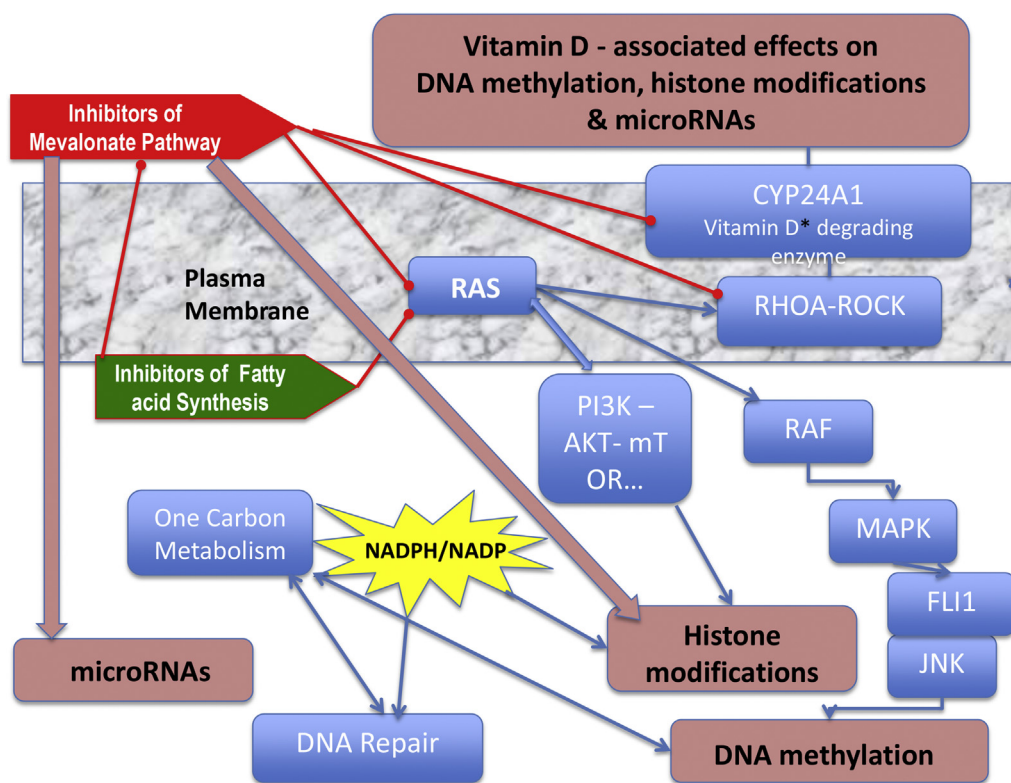 Vitamin D - associated effects on
DNA methylation, histone modifications
& microRNAs
Inhibitors of
Mevalonate Pathway
CYP24A1
Vitamin D* degrading
enzyme
Plasma
Membrane
RAS
RHOA-ROCK
Inhibitors of Fatty
acid Synthesis
PI3K –
AKT- mT
OR...
RAF
One Carbon
Metabolism
NADPH/NADP
MAPK
FLI1
Histone
modifications
microRNAs
JNK
DNA Repair
DNA methylation